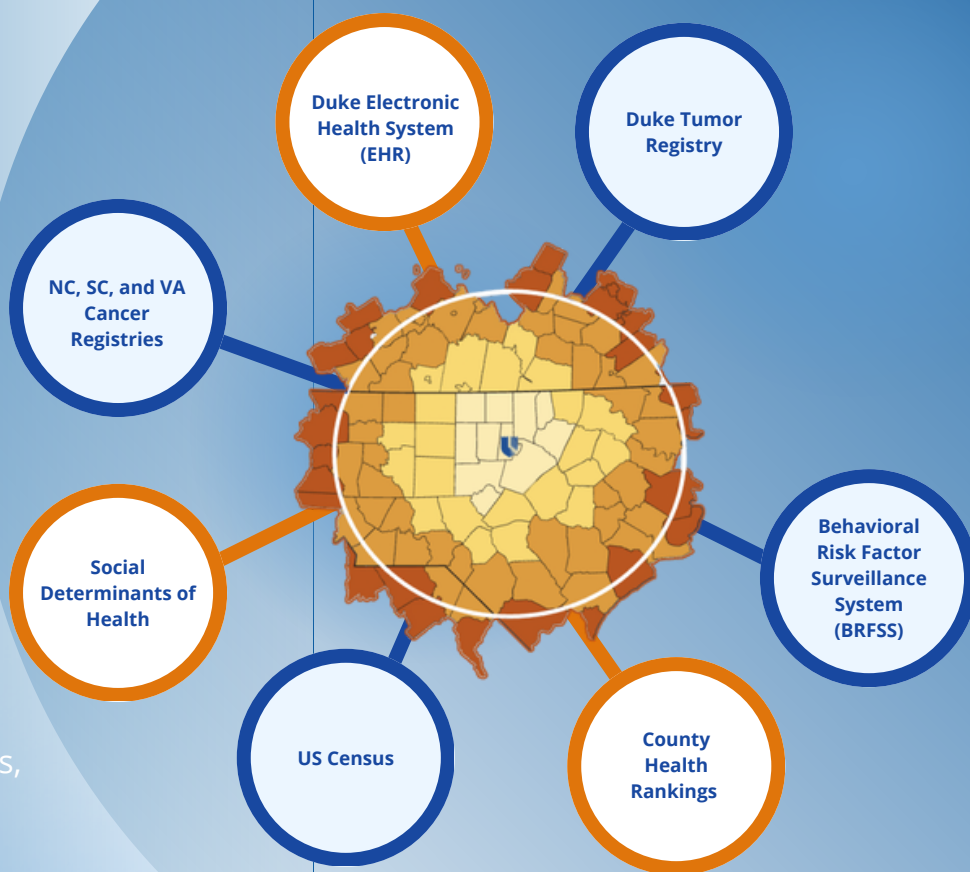 Duke Electronic
Health System
(EHR)
Duke Tumor
Registry
NC, SC, and VA
Cancer
Registries
Social
Determinants of
Health
Behavioral
Risk Factor
Surveillance
System
(BRFSS)
US Census
County
Health
Rankings
s,